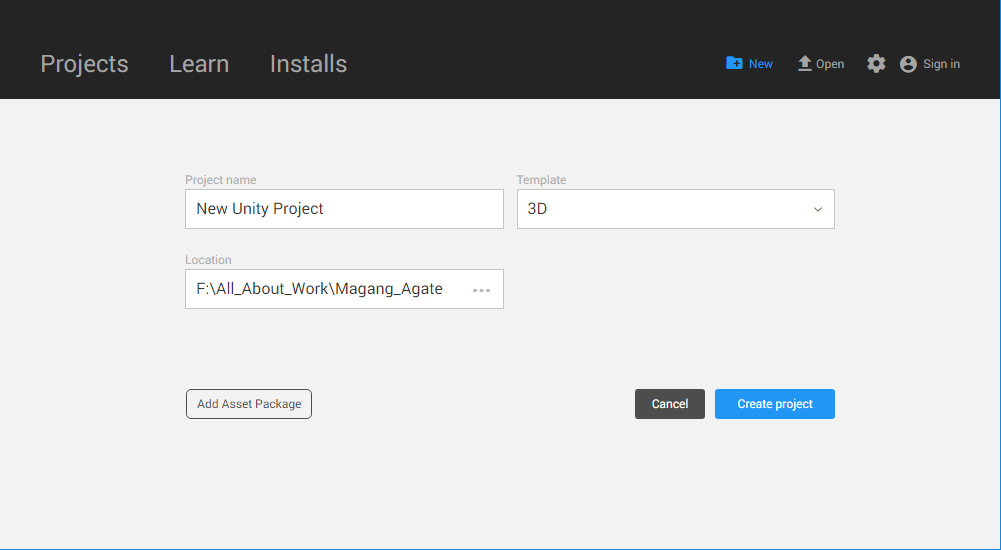 Projects Learn Installs New Open Sign in
Project name Template
New Unity Project 3D
Location
F:\All_About_Work\Magang_Agate
Add Asset Package Cancel Create project